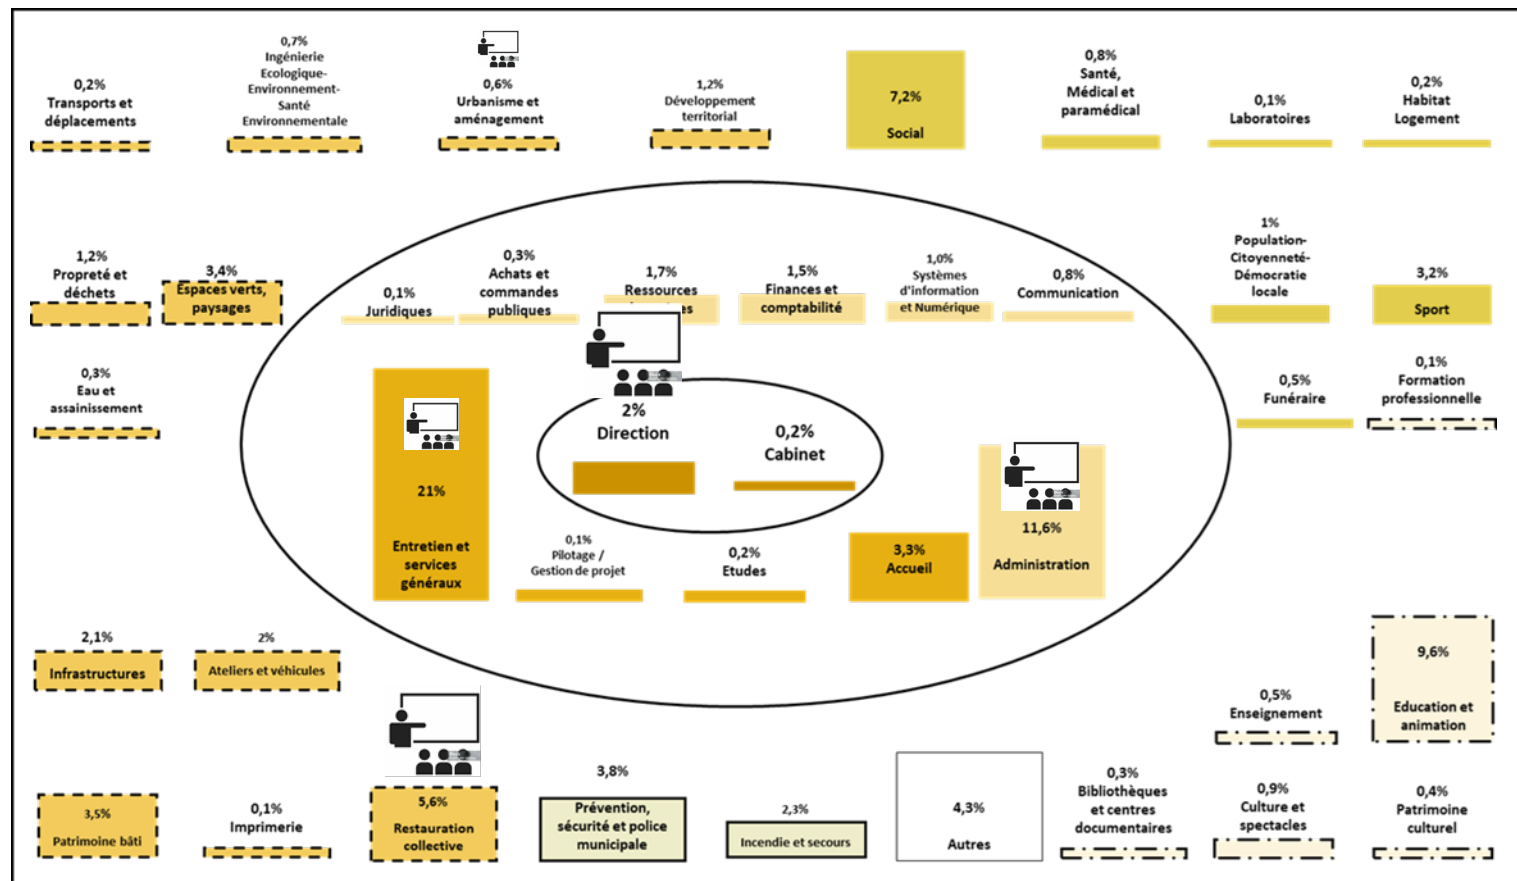 0,2%
Transports et
déplacements
0,7%
Ingénierie
Ecologique-
Environnement-
Santé
Environnementale
0,6%
Urbanisme et
aménagement
1,2%
Développement
territorial
7,2%
Social
0,8%
Santé,
Médical et
paramédical
0,1%
Laboratoires
0,2%
Habitat
Logement
1,2%
Propreté et
déchets
3,4%
Espaces verts,
paysages
0,1%
Juridiques
0,3%
Achats et
commandes
publiques
1,7%
Ressources
1,5%
Finances et
comptabilité
1,0%
Systèmes
d'information
et Numérique
0,8%
Communication
1%
Population-
Citoyenneté-
Démocratie
locale
3,2%
Sport
0,3%
Eau et
assainissement
0,5%
Funéraire
0,1%
Formation
professionnelle
2%
Direction
0,2%
Cabinet
21%
Entretien et
services
généraux
0,1%
Pilotage /
Gestion de projet
0,2%
Etudes
3,3%
Accueil
11,6%
Administration
2,1%
Infrastructures
2%
Ateliers et véhicules
9,6%
Education et
animation
0,5%
Enseignement
3,5%
Patrimoine bâti
0,1%
Imprimerie
5,6%
Restauration
collective
3,8%
Prévention,
sécurité et police
municipale
2,3%
Incendie et secours
4,3%
Autres
0,3%
Bibliothèques
et centres
documentaires
0,9%
Culture et
spectacles
0,4%
Patrimoine
culturel